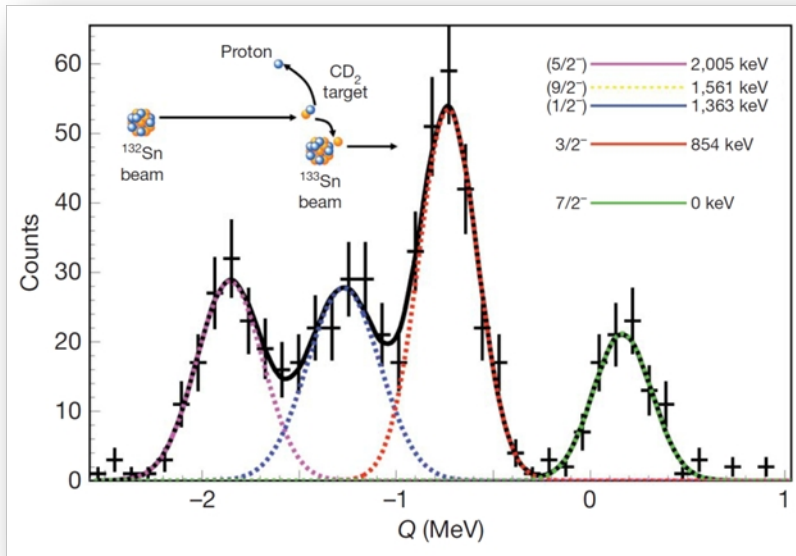 Counts
60
50
40
30
20
10
0
Proton
CD₂
target
¹³²Sn
beam
¹³³Sn
beam
(5/2⁻) 2,005 keV
(9/2⁻) 1,561 keV
(1/2⁻) 1,363 keV
3/2⁻ 854 keV
7/2⁻ 0 keV
−2 −1 0 1
Q (MeV)